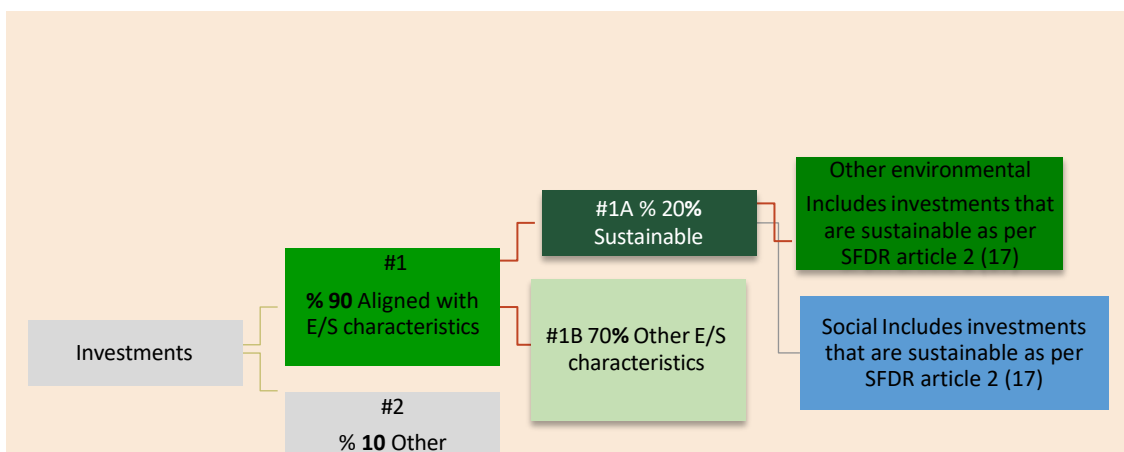 Investments
#1
% 90 Aligned with
E/S characteristics
#2
% 10 Other
#1A % 20%
Sustainable
#1B 70% Other E/S
characteristics
Other environmental
Includes investments that
are sustainable as per
SFDR article 2 (17)
Social Includes investments
that are sustainable as per
SFDR article 2 (17)